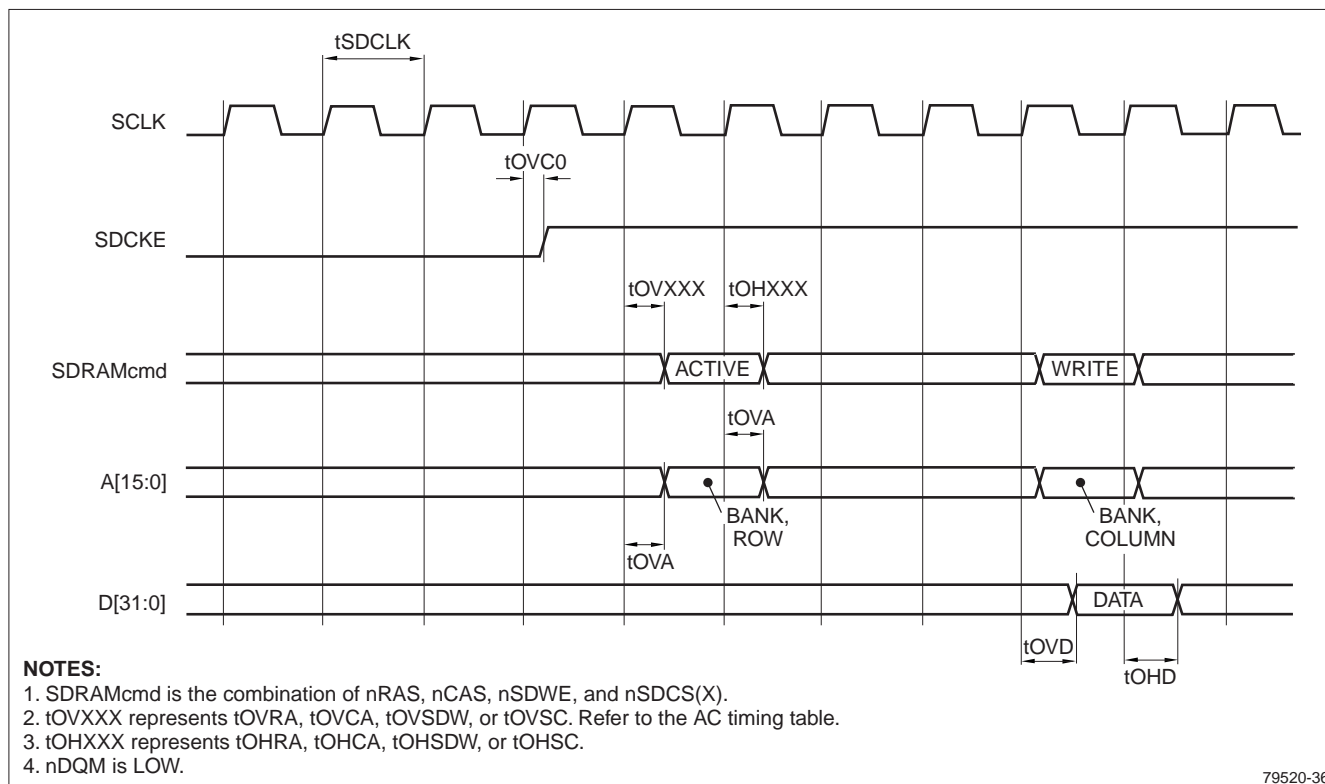 tSDCLK
SCLK
tOVC0
SDCKE
tOVXXX tOHXXX
SDRAMcmd ACTIVE WRITE
tOVA
A[15:0]
BANK, BANK,
ROW COLUMN
tOVA
D[31:0] DATA
tOVD
tOHD
NOTES:
1. SDRAMcmd is the combination of nRAS, nCAS, nSDWE, and nSDCS(X).
2. tOVXXX represents tOVRA, tOVCA, tOVSDW, or tOVSC. Refer to the AC timing table.
3. tOHXXX represents tOHRA, tOHCA, tOHSDW, or tOHSC.
4. nDQM is LOW.
79520-36